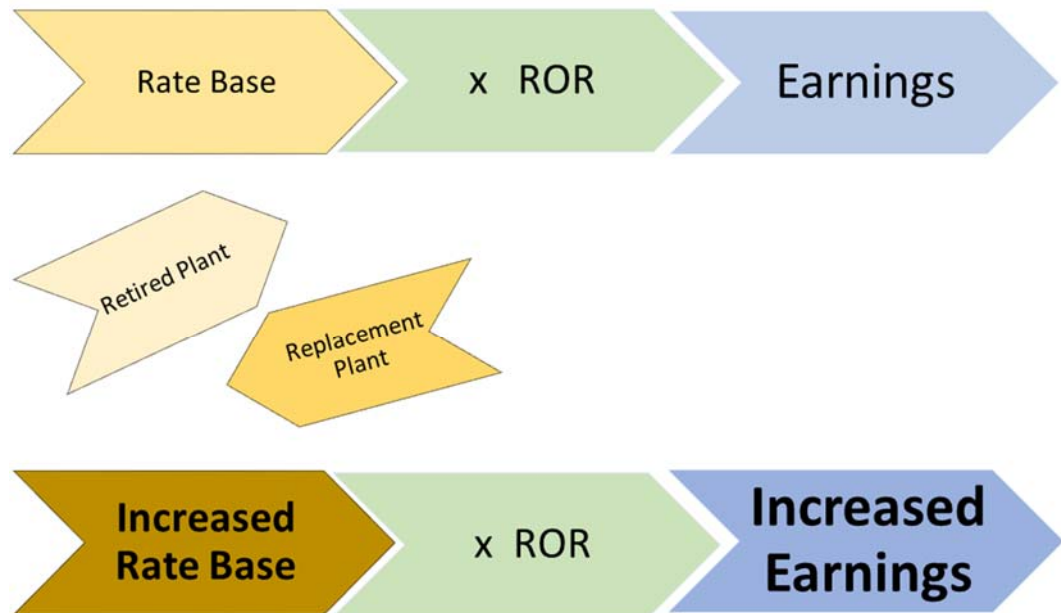 Rate Base
x ROR
Earnings
Retired Plant
Replacement
Plant
Increased
Rate Base
x ROR
Increased
Earnings